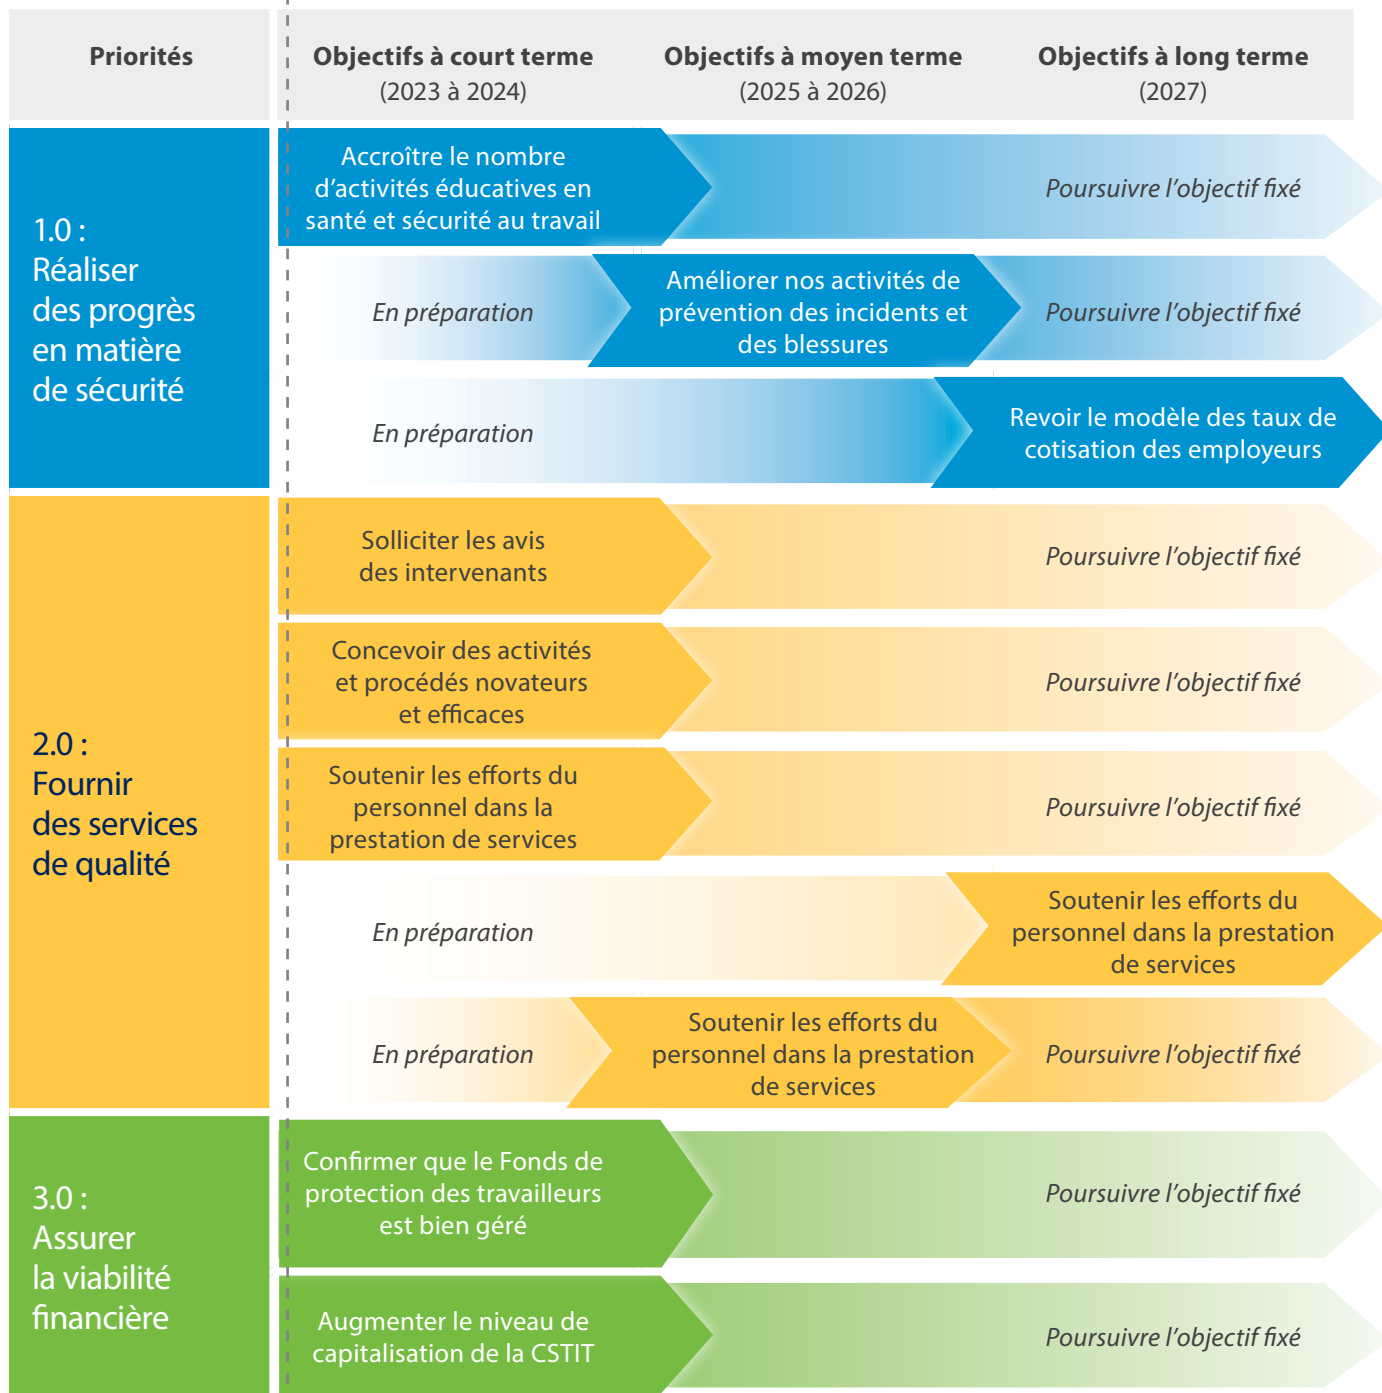 Priorités
Objectifs à court terme
(2023 à 2024)
Objectifs à moyen terme
(2025 à 2026)
Objectifs à long terme
(2027)
1.0 :
Réaliser
des progrès
en matière
de sécurité
Accroître le nombre
d’activités éducatives en
santé et sécurité au travail
Poursuivre l’objectif fixé
En préparation
Améliorer nos activités de
prévention des incidents et
des blessures
Poursuivre l’objectif fixé
En préparation
Revoir le modèle des taux de
cotisation des employeurs
2.0 :
Fournir
des services
de qualité
Solliciter les avis
des intervenants
Poursuivre l’objectif fixé
Concevoir des activités
et procédés novateurs
et efficaces
Poursuivre l’objectif fixé
Soutenir les efforts du
personnel dans la
prestation de services
Poursuivre l’objectif fixé
En préparation
Soutenir les efforts du
personnel dans la prestation
de services
En préparation
Soutenir les efforts du
personnel dans la prestation
de services
Poursuivre l’objectif fixé
3.0 :
Assurer
la viabilité
financière
Confirmer que le Fonds de
protection des travailleurs
est bien géré
Poursuivre l’objectif fixé
Augmenter le niveau de
capitalisation de la CSTIT
Poursuivre l’objectif fixé